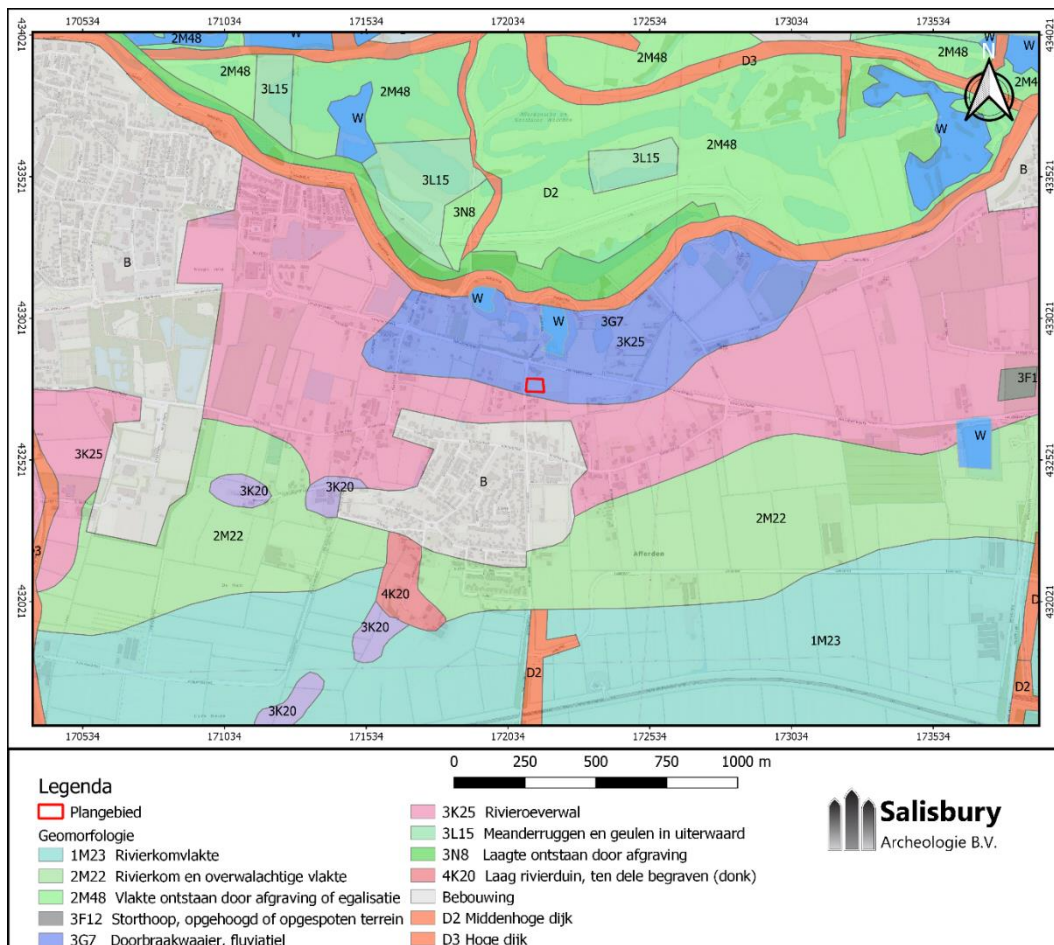 170534 171034 171534 172034 172534 173034 173534
434021 434021
2M48 W 2M48 W
D3 2M48 N W
2M48 3L15 2M48 2M4
W W
3L15 2M48
433521 3L15 433521
3N8 D2 B
B
W
433021 W 3G7 433021
3K25
3F1
W
3K25 432521 432521
3K20 3K20 B
2M22 2M22
Afferden
D3
4K20 D
432021 432021
3K20 1M23
D2 D2
3K20
170534 171034 171534 172034 172534 173034 173534
0 250 500 750 1000 m
Legenda
Plangebied
Geomorfologie
1M23 Rivierkomvlakte
2M22 Rivierkom en overwalachtige vlakte
2M48 Vlakte ontstaan door afgraving of egalisatie
3F12 Storthoop, opgehoogd of opgespoten terrein
3G7 Doorbraakwaaier, fluviatiel
3K25 Rivieroeverwal
3L15 Meanderruggen en geulen in uiterwaard
3N8 Laagte ontstaan door afgraving
4K20 Laag rivierduin, ten dele begraven (donk)
Bebouwing
D2 Middenhoge dijk
D3 Hoge dijk
Salisbury
Archeologie B.V.